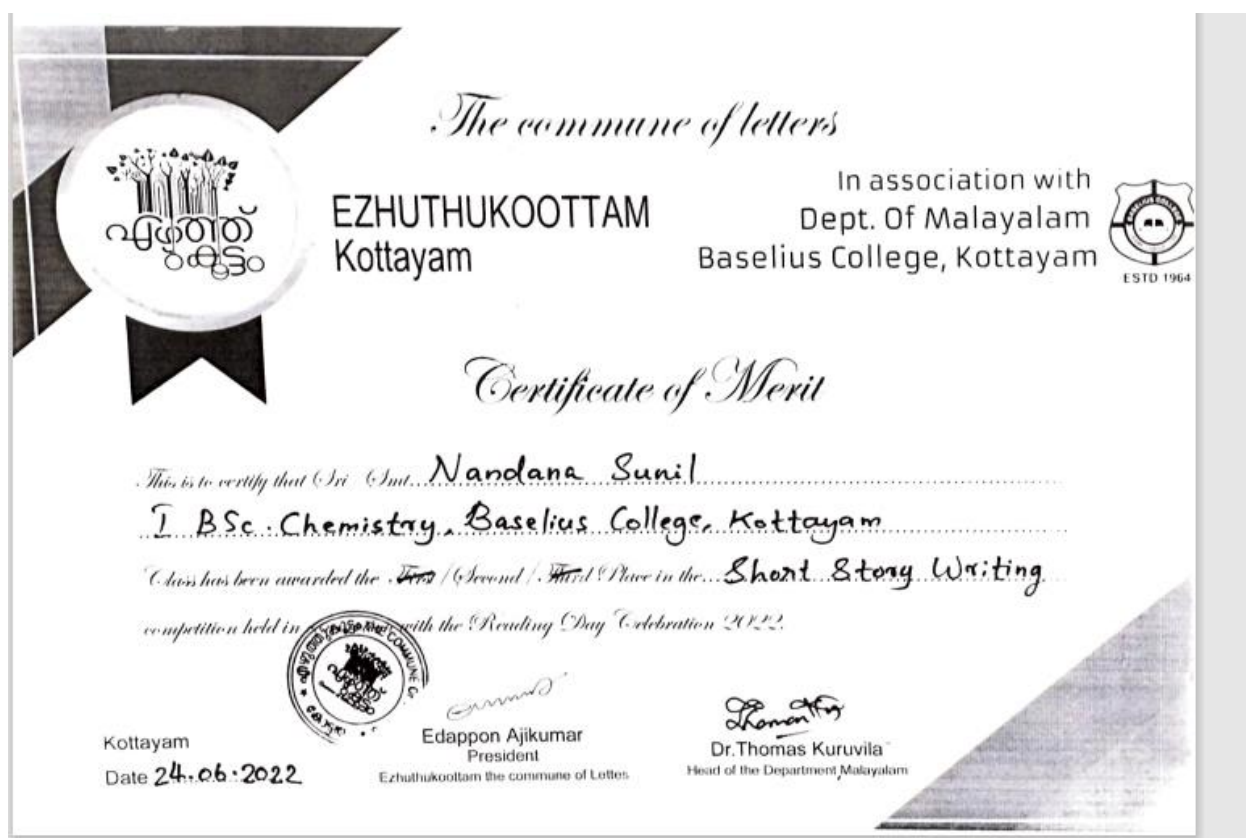 The commune of letters
എഴുത്ത്
കൂട്ടം
EZHUTHUKOOTTAM
Kottayam
In association with
Dept. Of Malayalam
Baselius College, Kottayam
BASELIUS COLLEGE
ESTD 1964
Certificate of Merit
This is to certify that Sri Smt. Nandana Sunil
I BSc. Chemistry, Baselius College, Kottayam
Class has been awarded the First / Second / Third Place in the Short Story Writing
competition held in with the Reading Day Celebration 2022.
THE COMMUNE
Kottayam
Date 24.06.2022
Edappon Ajikumar
President
Ezhuthukoottam the commune of Lettes
Dr.Thomas Kuruvila
Head of the Department Malayalam